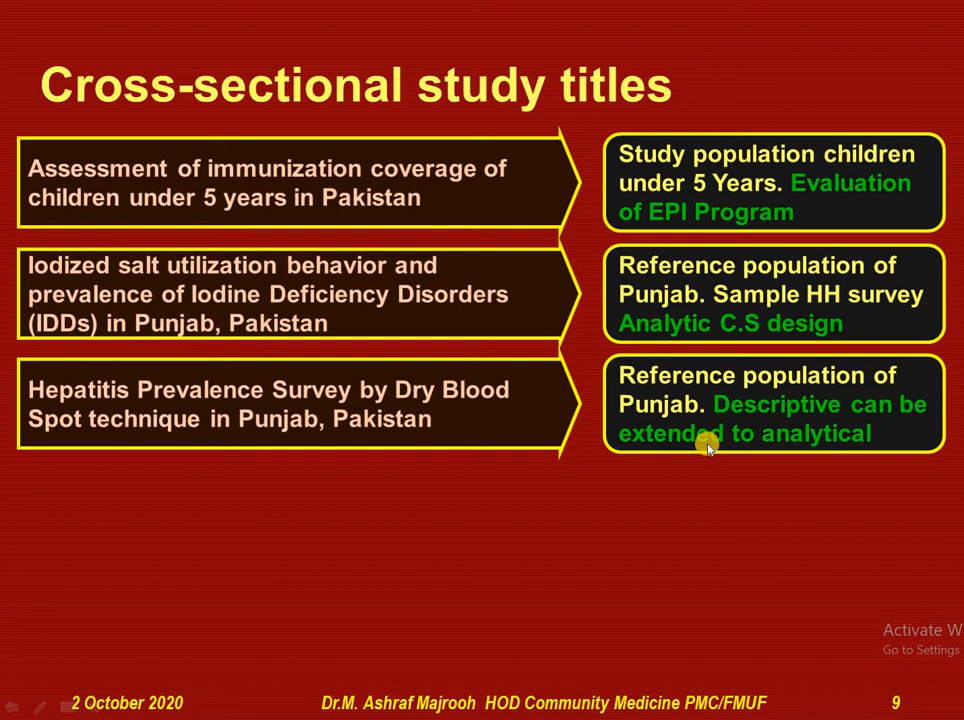 Cross-sectional study titles
Assessment of immunization coverage of
children under 5 years in Pakistan
Study population children
under 5 Years. Evaluation
of EPI Program
Iodized salt utilization behavior and
prevalence of Iodine Deficiency Disorders
(IDDs) in Punjab, Pakistan
Reference population of
Punjab. Sample HH survey
Analytic C.S design
Hepatitis Prevalence Survey by Dry Blood
Spot technique in Punjab, Pakistan
Reference population of
Punjab. Descriptive can be
extended to analytical
Activate W
Go to Settings
2 October 2020
Dr.M. Ashraf Majrooh HOD Community Medicine PMC/FMUF
9